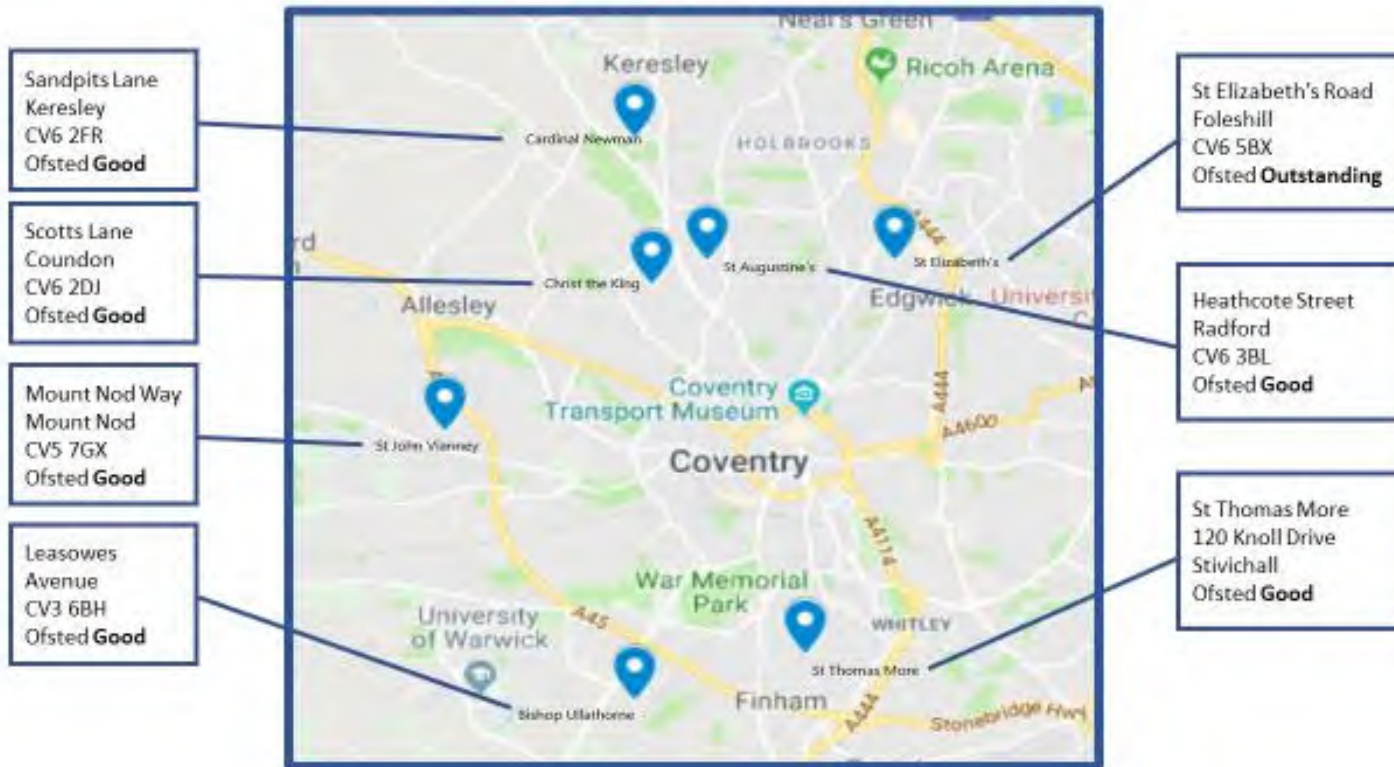 Sandpits Lane
Keresley
CV6 2FR
Ofsted Good
Scotts Lane
Coundon
CV6 2DJ
Ofsted Good
Mount Nod Way
Mount Nod
CV5 7GX
Ofsted Good
Leasowes
Avenue
CV3 6BH
Ofsted Good
Neal's Green
Keresley
Ricoh Arena
Cardinal Newman
HOLBROOKS
A444
St Augustine's
St Elizabeth's
Christ the King
Edgwick
Allesley
Coventry
Transport Museum
A444
A4600
St John Vianney
Coventry
A4114
War Memorial
Park
University
of Warwick
A45
WHITLEY
St Thomas More
Finham
Bishop Ullathorne
A444
Stonebridge Hwy
St Elizabeth's Road
Foleshill
CV6 5BX
Ofsted Outstanding
Heathcote Street
Radford
CV6 3BL
Ofsted Good
St Thomas More
120 Knoll Drive
Stivichall
Ofsted Good